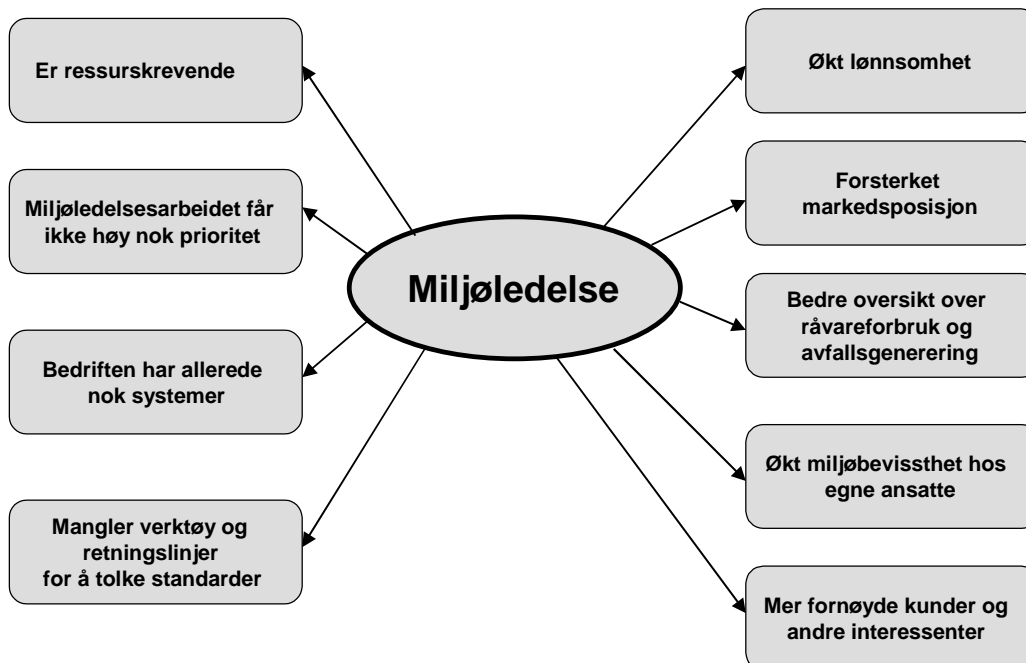 Er ressurskrevende
Miljøledelsesarbeidet får
ikke høy nok prioritet
Bedriften har allerede
nok systemer
Mangler verktøy og
retningslinjer
for å tolke standarder
Miljøledelse
Økt lønnsomhet
Forsterket
markedsposisjon
Bedre oversikt over
råvareforbruk og
avfallsgenerering
Økt miljøbevissthet hos
egne ansatte
Mer fornøyde kunder og
andre interessenter